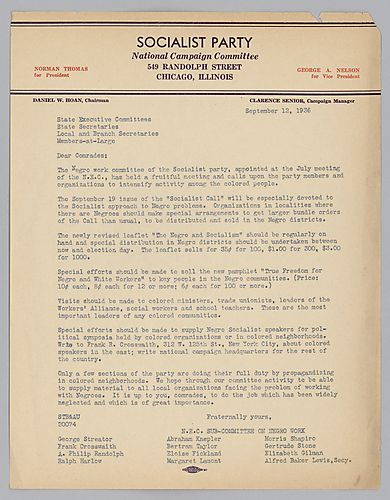 SOCIALIST PARTY
National Campaign Committee
549 RANDOLPH STREET
CHICAGO, ILLINOIS
NORMAN THOMAS
for President
GEORGE A. NELSON
for Vice President
DANIEL W. HOAN, Chairman
CLARENCE SENIOR, Campaign Manager
September 12, 1936
State Executive Committees
State Secretaries
Local and Branch Secretaries
Members-at-large
Dear Comrades:
The Negro work committee of the Socialist party, appointed at the July meeting
of the N.E.C., has held a fruitful meeting and calls upon the party members and
organizations to intensify activity among the colored people.
The September 19 issue of the "Socialist Call" will be especially devoted to
the Socialist approach to Negro problems. Organizations in localities where
there are Negroes should make special arrangements to get larger bundle orders
of the Call than usual, to be distributed and sold in the Negro districts.
The newly revised leaflet "The Negro and Socialism" should be regularly on
hand and special distribution in Negro districts should be undertaken between
now and election day. The leaflet sells for 35¢ for 100, $1.00 for 300, $3.00
for 1000.
Special efforts should be made to sell the new pamphlet "True Freedom for
Negro and White Workers" to key people in the Negro communities. (Price:
10¢ each, 8¢ each for 12 or more; 6¢ each for 100 or more.)
Visits should be made to colored ministers, trade unionists, leaders of the
Workers' Alliance, social workers and school teachers. These are the most
important leaders of any colored communities.
Special efforts should be made to supply Negro Socialist speakers for pol-
itical symposia held by colored organizations or in colored neighborhoods.
Write to Frank R. Crosswaith, 312 W. 125th St., New York City, about colored
speakers in the east; write national campaign headquarters for the rest of
the country.
Only a few sections of the party are doing their full duty by propagandizing
in colored neighborhoods. We hope through our committee activity to be able
to supply material to all local organizations facing the problem of working
with Negroes. It is up to you, comrades, to do the job which has been widely
neglected and which is of great importance.
Fraternally yours,
20074
N.E.C. SUB-COMMITTEE ON NEGRO WORK
George Streator Abraham Knepler Morris Shapiro
Frank Crosswaith Bertram Taylor Gertrude Stone
A. Philip Randolph Eloise Fickland Elizabeth Gilman
Ralph Harlow Margaret Lamont Alfred Baker Lewis, Secy.